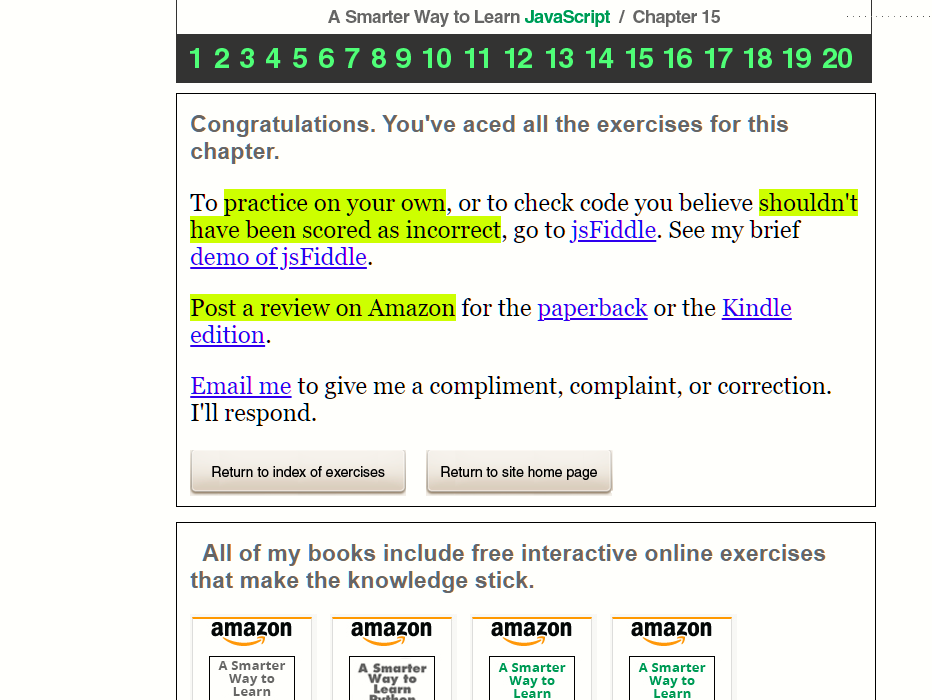 A Smarter Way to Learn JavaScript / Chapter 15
1 2 3 4 5 6 7 8 9 10 11 12 13 14 15 16 17 18 19 20
Congratulations. You've aced all the exercises for this
chapter.
To practice on your own, or to check code you believe shouldn't
have been scored as incorrect, go to jsFiddle. See my brief
demo of jsFiddle.
Post a review on Amazon for the paperback or the Kindle
edition.
Email me to give me a compliment, complaint, or correction.
I'll respond.
Return to index of exercises Return to site home page
All of my books include free interactive online exercises
that make the knowledge stick.
amazon amazon amazon amazon
A Smarter A Smarter A Smarter A Smarter
Way to Way to Way to Way to
Learn Learn Learn Learn
Python